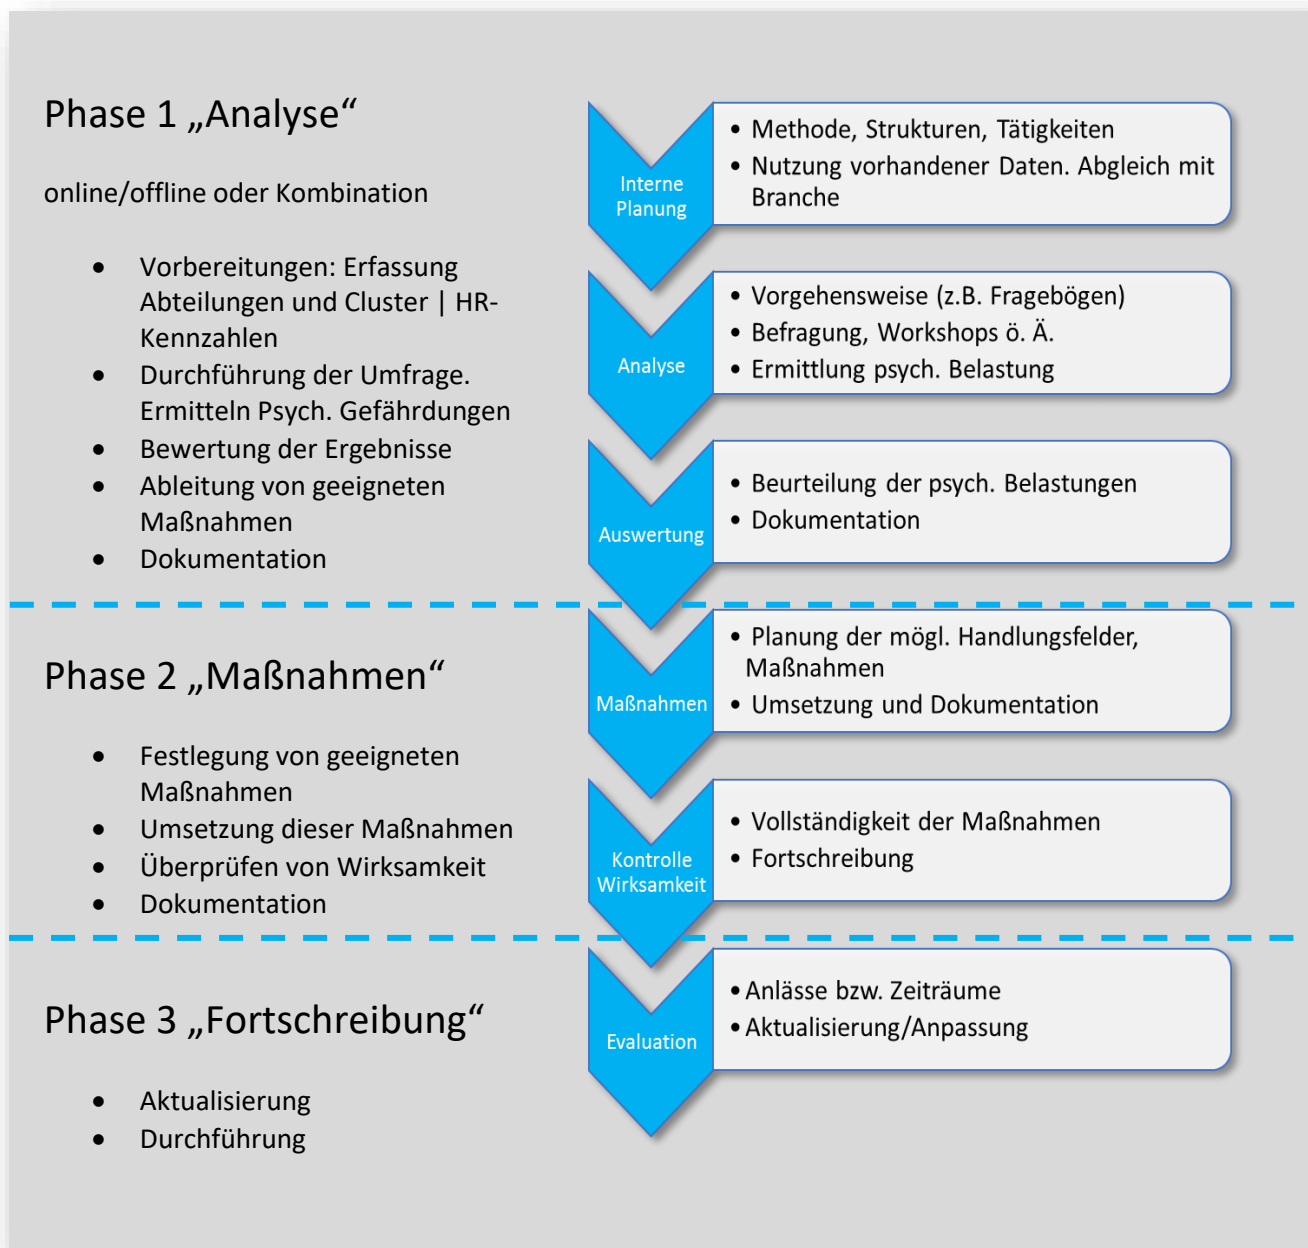 Phase 1 „Analyse“
online/offline oder Kombination
• Vorbereitungen: Erfassung
Abteilungen und Cluster | HR-
Kennzahlen
• Durchführung der Umfrage.
Ermitteln Psych. Gefährdungen
• Bewertung der Ergebnisse
• Ableitung von geeigneten
Maßnahmen
• Dokumentation
Interne
Planung
• Methode, Strukturen, Tätigkeiten
• Nutzung vorhandener Daten. Abgleich mit
Branche
Analyse
• Vorgehensweise (z.B. Fragebögen)
• Befragung, Workshops ö. Ä.
• Ermittlung psych. Belastung
Auswertung
• Beurteilung der psych. Belastungen
• Dokumentation
Phase 2 „Maßnahmen“
• Festlegung von geeigneten
Maßnahmen
• Umsetzung dieser Maßnahmen
• Überprüfen von Wirksamkeit
• Dokumentation
Maßnahmen
• Planung der mögl. Handlungsfelder,
Maßnahmen
• Umsetzung und Dokumentation
Kontrolle
Wirksamkeit
• Vollständigkeit der Maßnahmen
• Fortschreibung
Phase 3 „Fortschreibung“
• Aktualisierung
• Durchführung
Evaluation
• Anlässe bzw. Zeiträume
• Aktualisierung/Anpassung